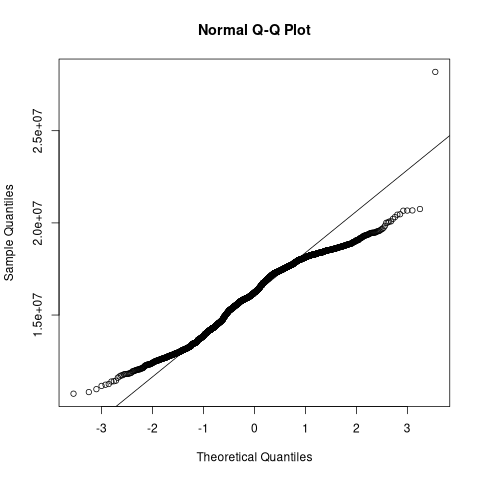 Normal Q-Q Plot
2.5e+07
2.0e+07
1.5e+07
Sample Quantiles
-3 -2 -1 0 1 2 3
Theoretical Quantiles